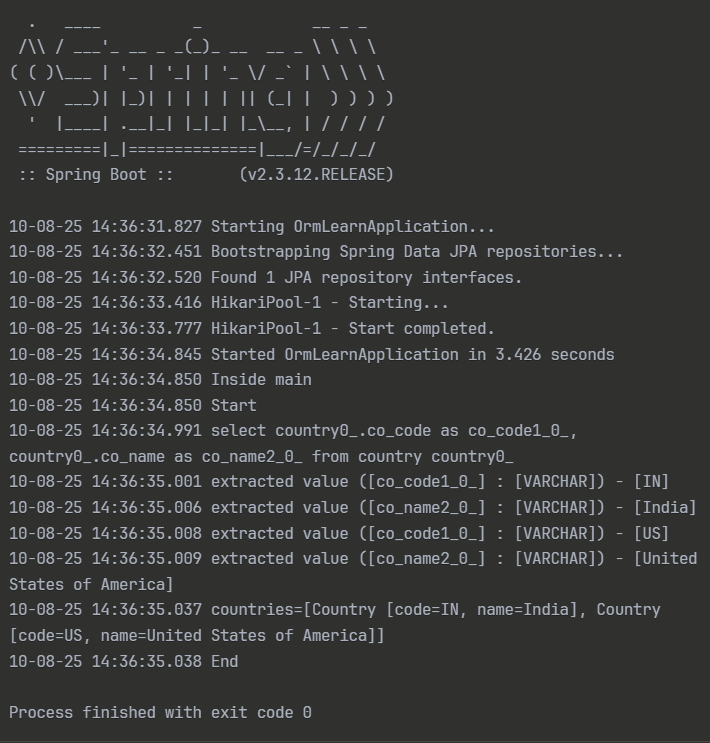 .   ____          _            __ _ _
 /\\ / ___'_ __ _ _(_)_ __  __ _ \ \ \ \
( ( )\___ | '_ | '_| | '_ \/ _` | \ \ \ \
 \\/  ___)| |_)| | | | | || (_| |  ) ) ) )
  '  |____| .__|_| |_|_| |_\__, | / / / /
 =========|_|==============|___/=/_/_/_/
 :: Spring Boot ::       (v2.3.12.RELEASE)

10-08-25 14:36:31.827 Starting OrmLearnApplication...
10-08-25 14:36:32.451 Bootstrapping Spring Data JPA repositories...
10-08-25 14:36:32.520 Found 1 JPA repository interfaces.
10-08-25 14:36:33.416 HikariPool-1 - Starting...
10-08-25 14:36:33.777 HikariPool-1 - Start completed.
10-08-25 14:36:34.845 Started OrmLearnApplication in 3.426 seconds
10-08-25 14:36:34.850 Inside main
10-08-25 14:36:34.850 Start
10-08-25 14:36:34.991 select country0_.co_code as co_code1_0_,
country0_.co_name as co_name2_0_ from country country0_
10-08-25 14:36:35.001 extracted value ([co_code1_0_] : [VARCHAR]) - [IN]
10-08-25 14:36:35.006 extracted value ([co_name2_0_] : [VARCHAR]) - [India]
10-08-25 14:36:35.008 extracted value ([co_code1_0_] : [VARCHAR]) - [US]
10-08-25 14:36:35.009 extracted value ([co_name2_0_] : [VARCHAR]) - [United
States of America]
10-08-25 14:36:35.037 countries=[Country [code=IN, name=India], Country
[code=US, name=United States of America]]
10-08-25 14:36:35.038 End

Process finished with exit code 0